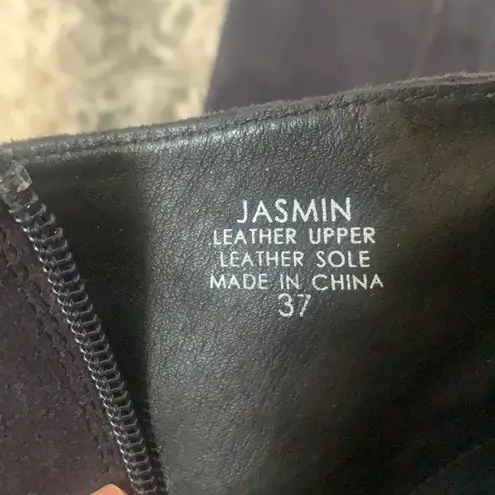 JASMIN
LEATHER UPPER
LEATHER SOLE
MADE IN CHINA
37